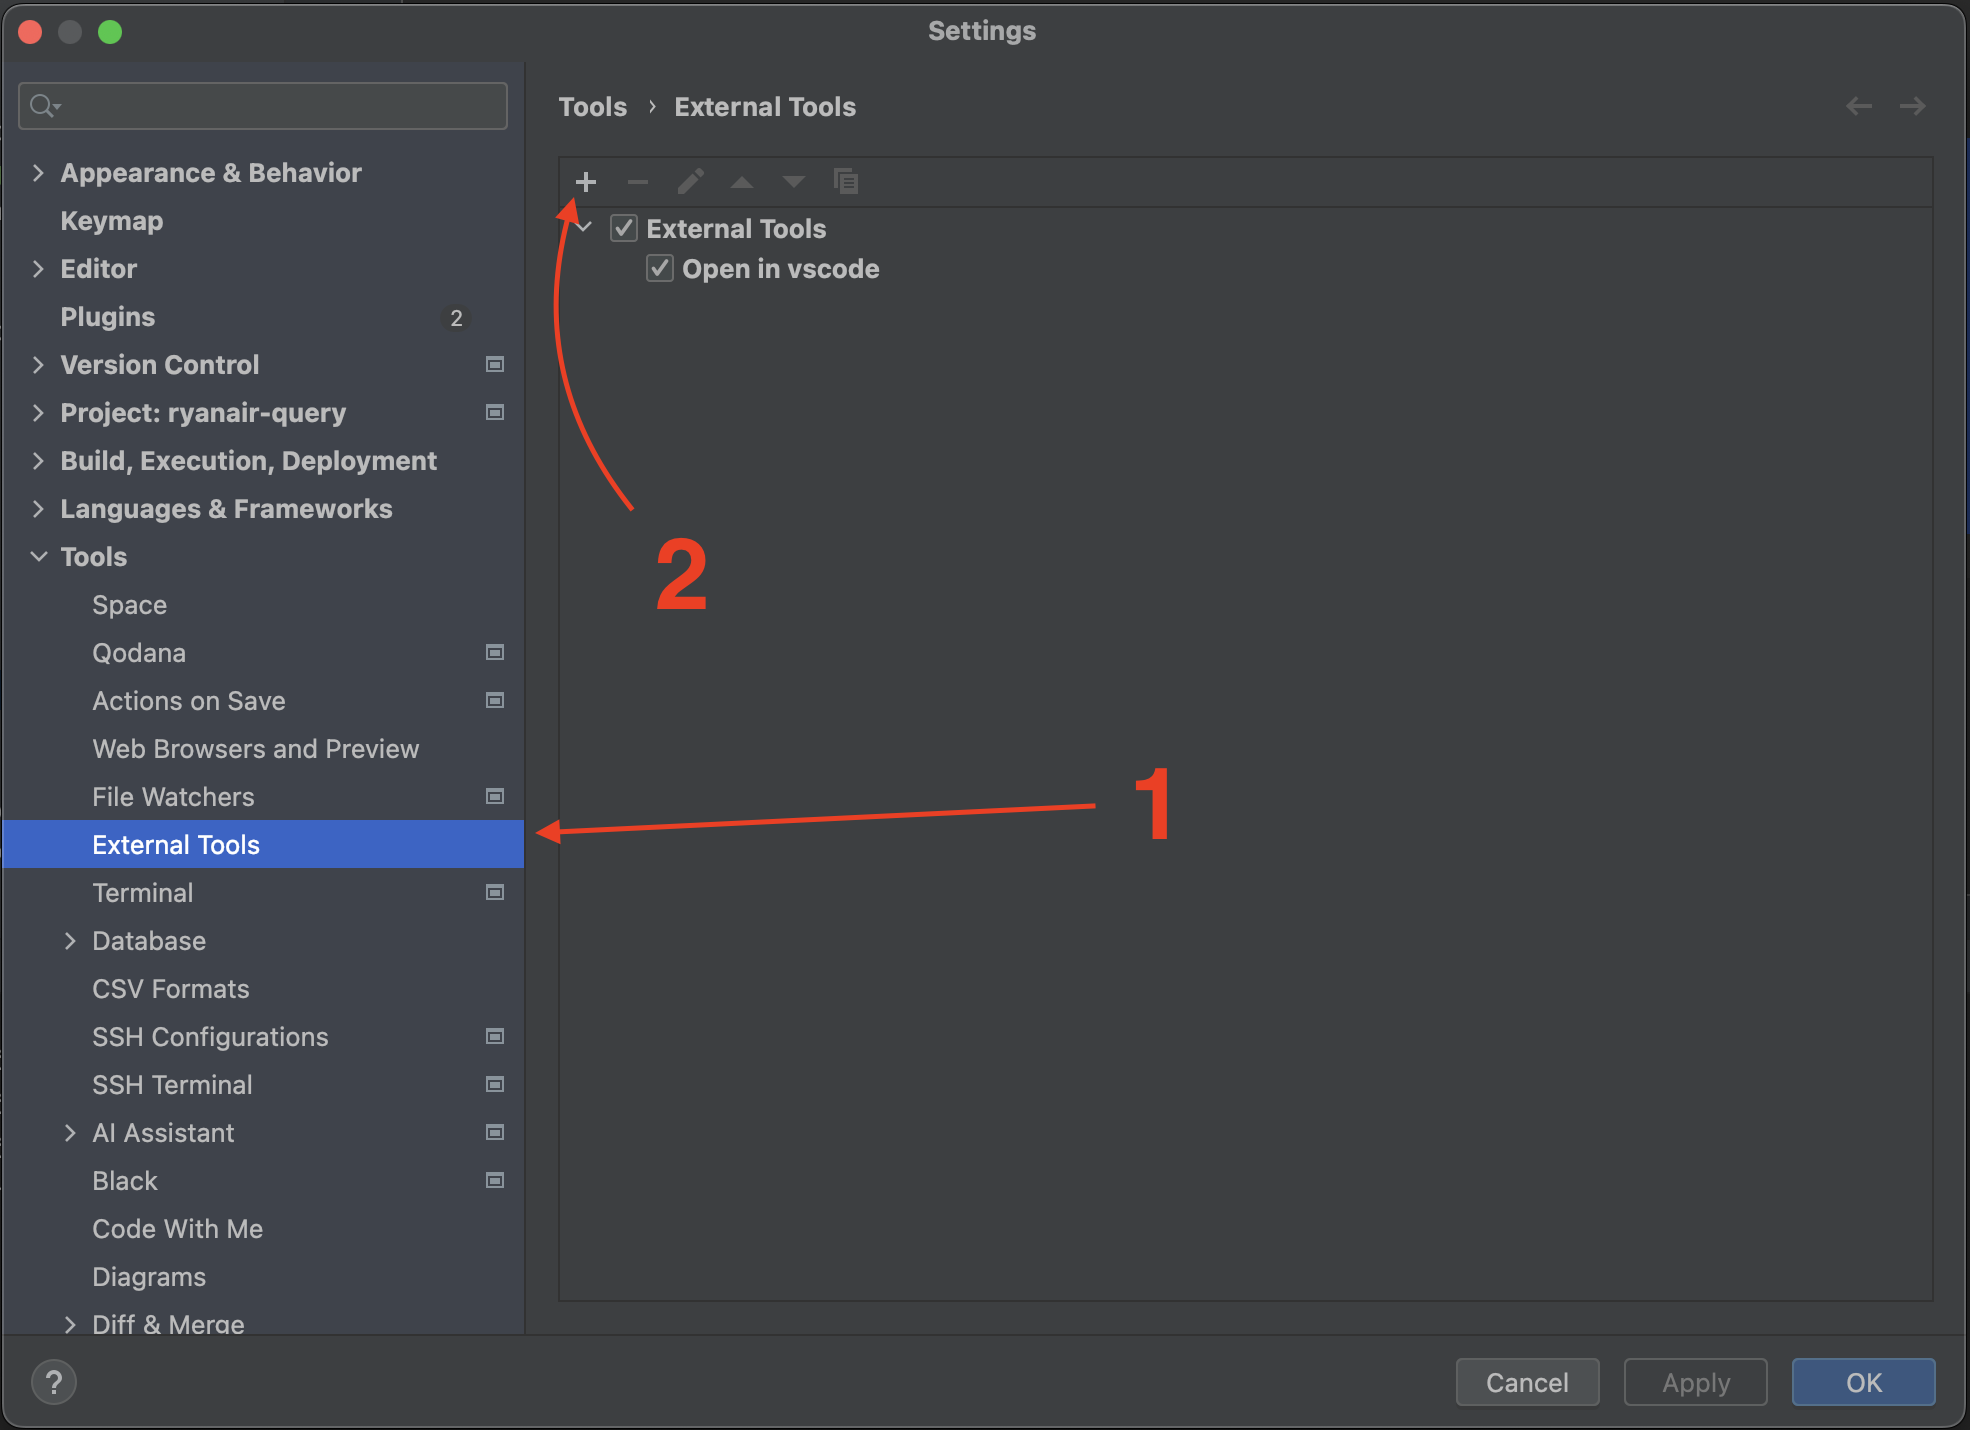 Settings
Tools › External Tools
Appearance & Behavior
Keymap
Editor
Plugins 2
Version Control
Project: ryanair-query
Build, Execution, Deployment
Languages & Frameworks
Tools
Space
Qodana
Actions on Save
Web Browsers and Preview
File Watchers
External Tools
Terminal
Database
CSV Formats
SSH Configurations
SSH Terminal
AI Assistant
Black
Code With Me
Diagrams
Diff & Merge
External Tools
Open in vscode
2
1
?
Cancel
Apply
OK